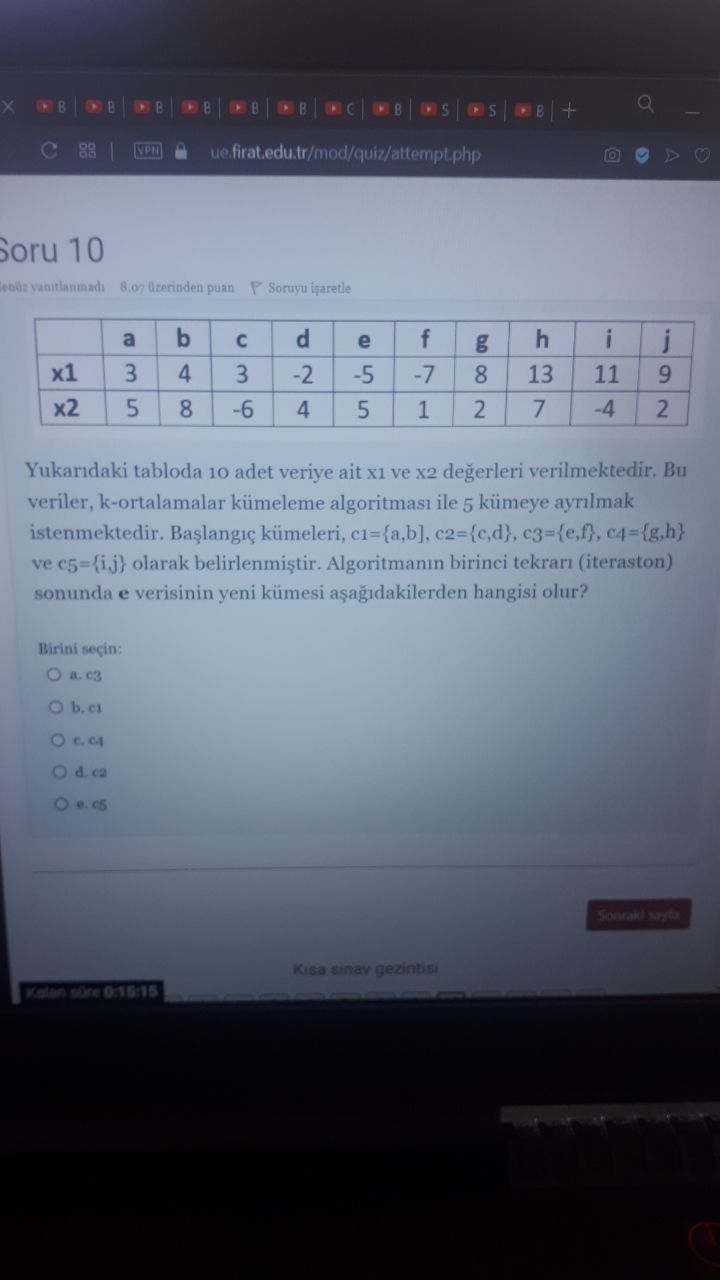 B B B B B B C B S S B
VPN ue.firat.edu.tr/mod/quiz/attempt.php
Soru 10
Henüz yanıtlanmadı 8.07 üzerinden puan Soruyu işaretle
a b c d e f g h i j
x1 3 4 3 -2 -5 -7 8 13 11 9
x2 5 8 -6 4 5 1 2 7 -4 2
Yukarıdaki tabloda 10 adet veriye ait x1 ve x2 değerleri verilmektedir. Bu
veriler, k-ortalamalar kümeleme algoritması ile 5 kümeye ayrılmak
istenmektedir. Başlangıç kümeleri, c1={a,b], c2={c,d}, c3={e,f}, c4={g,h}
ve c5={i,j} olarak belirlenmiştir. Algoritmanın birinci tekrarı (iteraston)
sonunda e verisinin yeni kümesi aşağıdakilerden hangisi olur?
Birini seçin:
a. c3
b. c1
c. c4
d. c2
e. c5
Sonraki sayfa
Kısa sınav gezintisi
Kalan süre 0:15:15